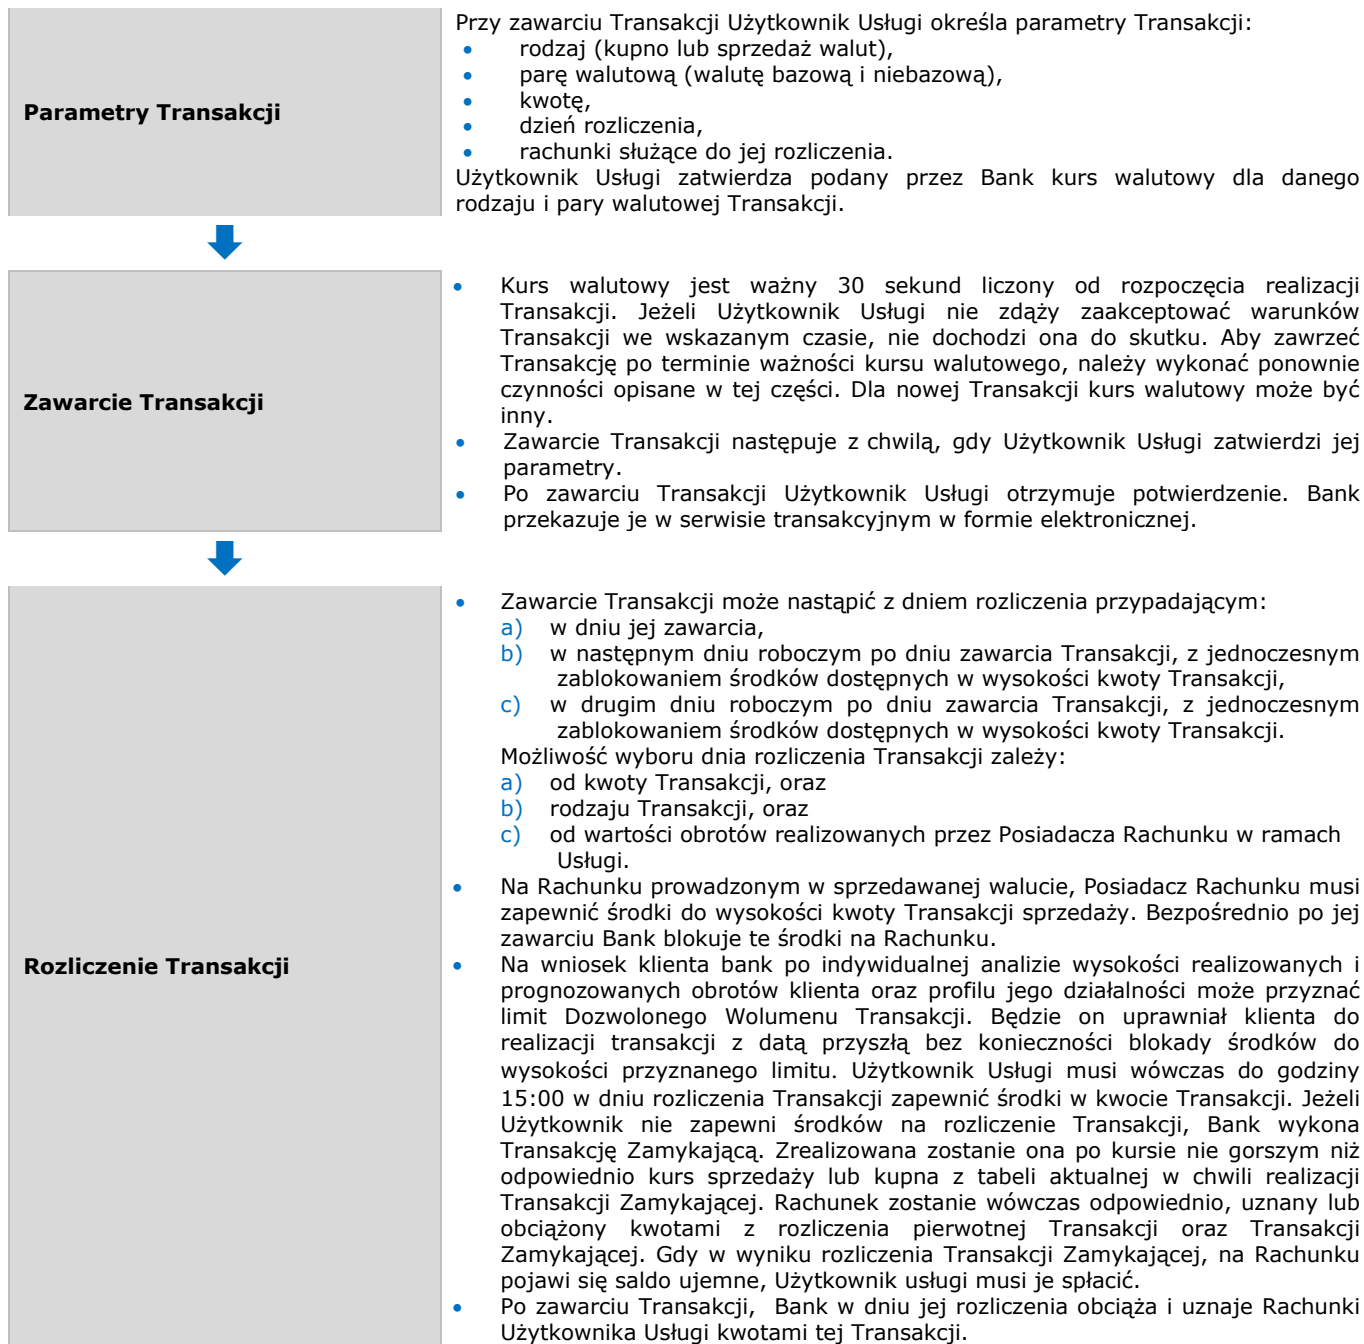 Parametry Transakcji
Przy zawarciu Transakcji Użytkownik Usługi określa parametry Transakcji:
• rodzaj (kupno lub sprzedaż walut),
• parę walutową (walutę bazową i niebazową),
• kwotę,
• dzień rozliczenia,
• rachunki służące do jej rozliczenia.
Użytkownik Usługi zatwierdza podany przez Bank kurs walutowy dla danego
rodzaju i pary walutowej Transakcji.
Zawarcie Transakcji
• Kurs walutowy jest ważny 30 sekund liczony od rozpoczęcia realizacji
Transakcji. Jeżeli Użytkownik Usługi nie zdąży zaakceptować warunków
Transakcji we wskazanym czasie, nie dochodzi ona do skutku. Aby zawrzeć
Transakcję po terminie ważności kursu walutowego, należy wykonać ponownie
czynności opisane w tej części. Dla nowej Transakcji kurs walutowy może być
inny.
• Zawarcie Transakcji następuje z chwilą, gdy Użytkownik Usługi zatwierdzi jej
parametry.
• Po zawarciu Transakcji Użytkownik Usługi otrzymuje potwierdzenie. Bank
przekazuje je w serwisie transakcyjnym w formie elektronicznej.
Rozliczenie Transakcji
• Zawarcie Transakcji może nastąpić z dniem rozliczenia przypadającym:
a) w dniu jej zawarcia,
b) w następnym dniu roboczym po dniu zawarcia Transakcji, z jednoczesnym
zablokowaniem środków dostępnych w wysokości kwoty Transakcji,
c) w drugim dniu roboczym po dniu zawarcia Transakcji, z jednoczesnym
zablokowaniem środków dostępnych w wysokości kwoty Transakcji.
Możliwość wyboru dnia rozliczenia Transakcji zależy:
a) od kwoty Transakcji, oraz
b) rodzaju Transakcji, oraz
c) od wartości obrotów realizowanych przez Posiadacza Rachunku w ramach
Usługi.
• Na Rachunku prowadzonym w sprzedawanej walucie, Posiadacz Rachunku musi
zapewnić środki do wysokości kwoty Transakcji sprzedaży. Bezpośrednio po jej
zawarciu Bank blokuje te środki na Rachunku.
• Na wniosek klienta bank po indywidualnej analizie wysokości realizowanych i
prognozowanych obrotów klienta oraz profilu jego działalności może przyznać
limit Dozwolonego Wolumenu Transakcji. Będzie on uprawniał klienta do
realizacji transakcji z datą przyszłą bez konieczności blokady środków do
wysokości przyznanego limitu. Użytkownik Usługi musi wówczas do godziny
15:00 w dniu rozliczenia Transakcji zapewnić środki w kwocie Transakcji. Jeżeli
Użytkownik nie zapewni środków na rozliczenie Transakcji, Bank wykona
Transakcję Zamykającą. Zrealizowana zostanie ona po kursie nie gorszym niż
odpowiednio kurs sprzedaży lub kupna z tabeli aktualnej w chwili realizacji
Transakcji Zamykającej. Rachunek zostanie wówczas odpowiednio, uznany lub
obciążony kwotami z rozliczenia pierwotnej Transakcji oraz Transakcji
Zamykającej. Gdy w wyniku rozliczenia Transakcji Zamykającej, na Rachunku
pojawi się saldo ujemne, Użytkownik usługi musi je spłacić.
• Po zawarciu Transakcji, Bank w dniu jej rozliczenia obciąża i uznaje Rachunki
Użytkownika Usługi kwotami tej Transakcji.